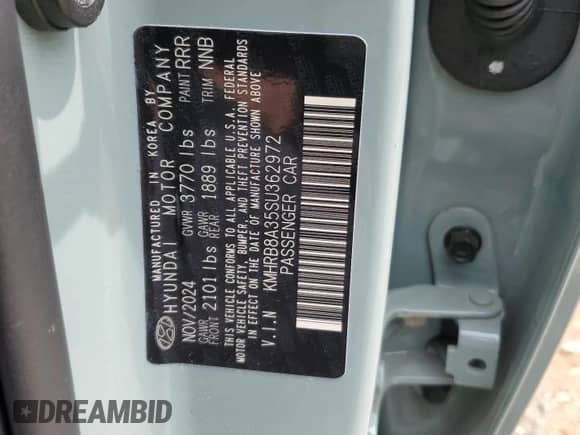 MANUFACTURED IN KOREA BY
HYUNDAI MOTOR COMPANY
NOV/2024 GVWR 3770 lbs PAINT RRR
GAWR FRONT 2101 lbs GAWR REAR 1889 lbs TRIM NNB
THIS VEHICLE CONFORMS TO ALL APPLICABLE U.S.A. FEDERAL
MOTOR VEHICLE SAFETY, BUMPER, AND THEFT PREVENTION STANDARDS
IN EFFECT ON THE DATE OF MANUFACTURE SHOWN ABOVE
V.I.N KMHRB8A35SU362972
PASSENGER CAR
DREAMBID